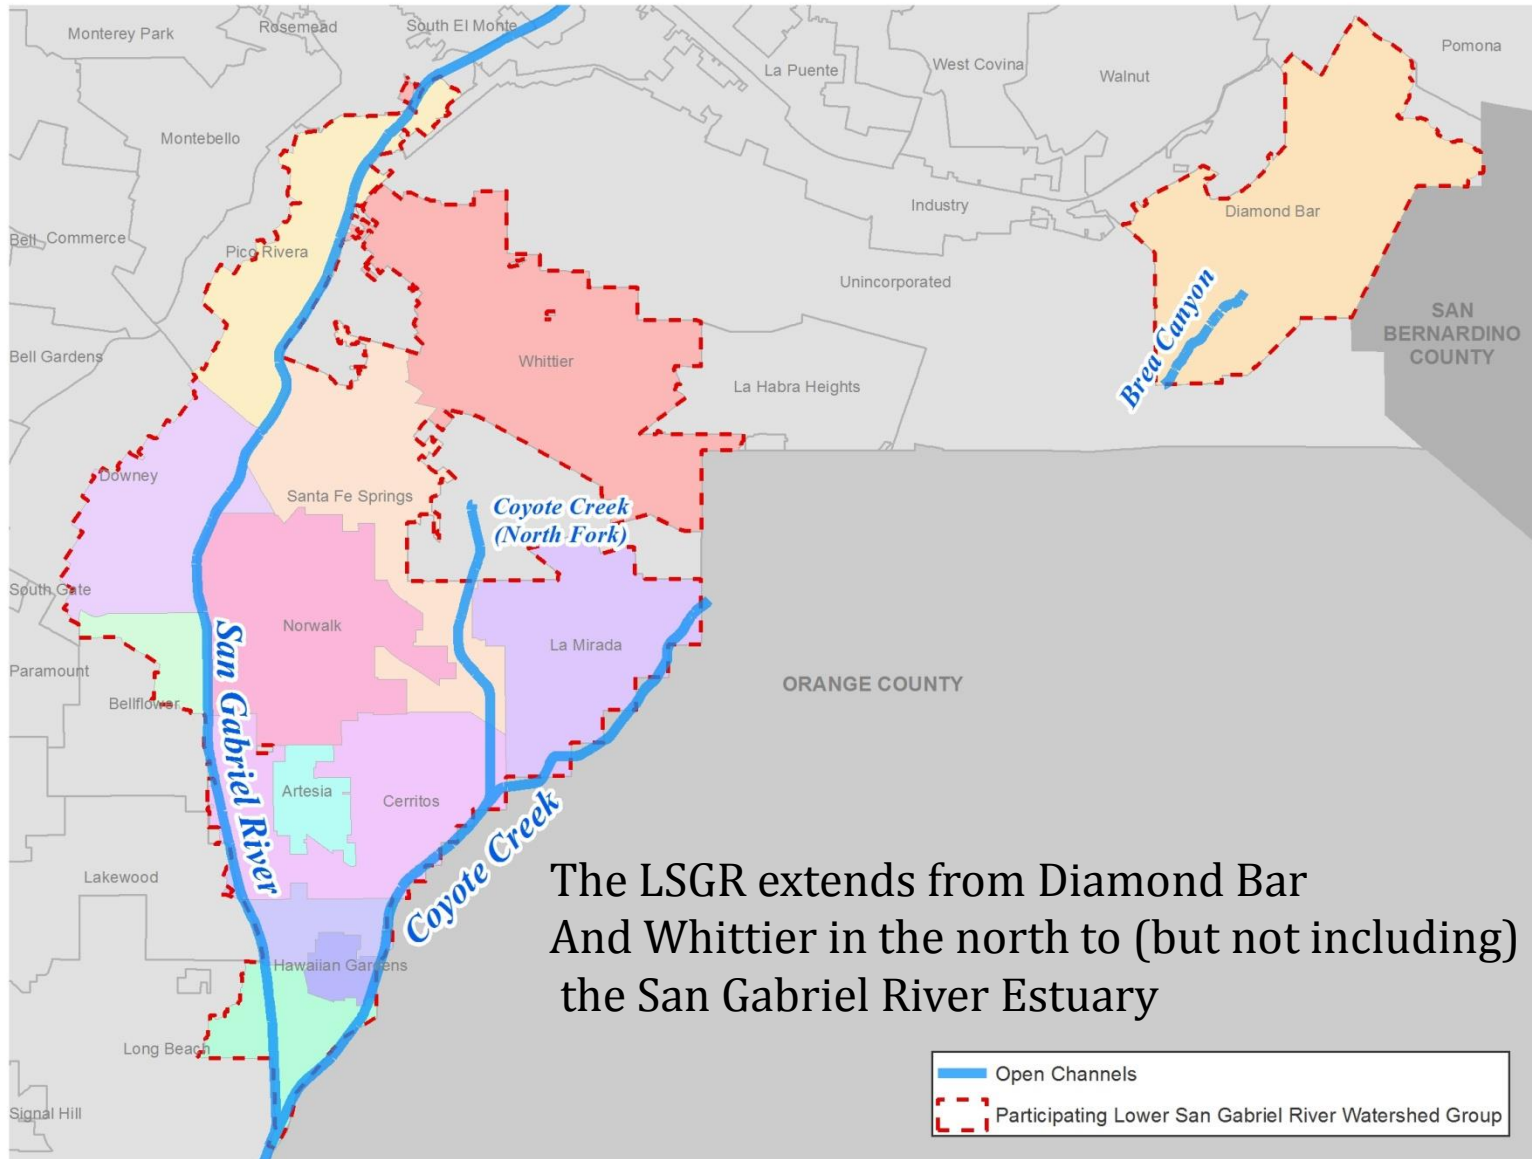 Monterey Park
Rosemead
South El Monte
La Puente
West Covina
Walnut
Pomona
Montebello
Bell
Commerce
Pico Rivera
Industry
Diamond Bar
Unincorporated
Brea Canyon
SAN
BERNARDINO
COUNTY
Bell Gardens
Whittier
La Habra Heights
Downey
Santa Fe Springs
Coyote Creek
(North Fork)
South Gate
Norwalk
La Mirada
San Gabriel River
Paramount
Bellflower
ORANGE COUNTY
Artesia
Cerritos
Coyote Creek
Lakewood
The LSGR extends from Diamond Bar
And Whittier in the north to (but not including)
the San Gabriel River Estuary
Hawaiian Gardens
Long Beach
Signal Hill
Open Channels
Participating Lower San Gabriel River Watershed Group